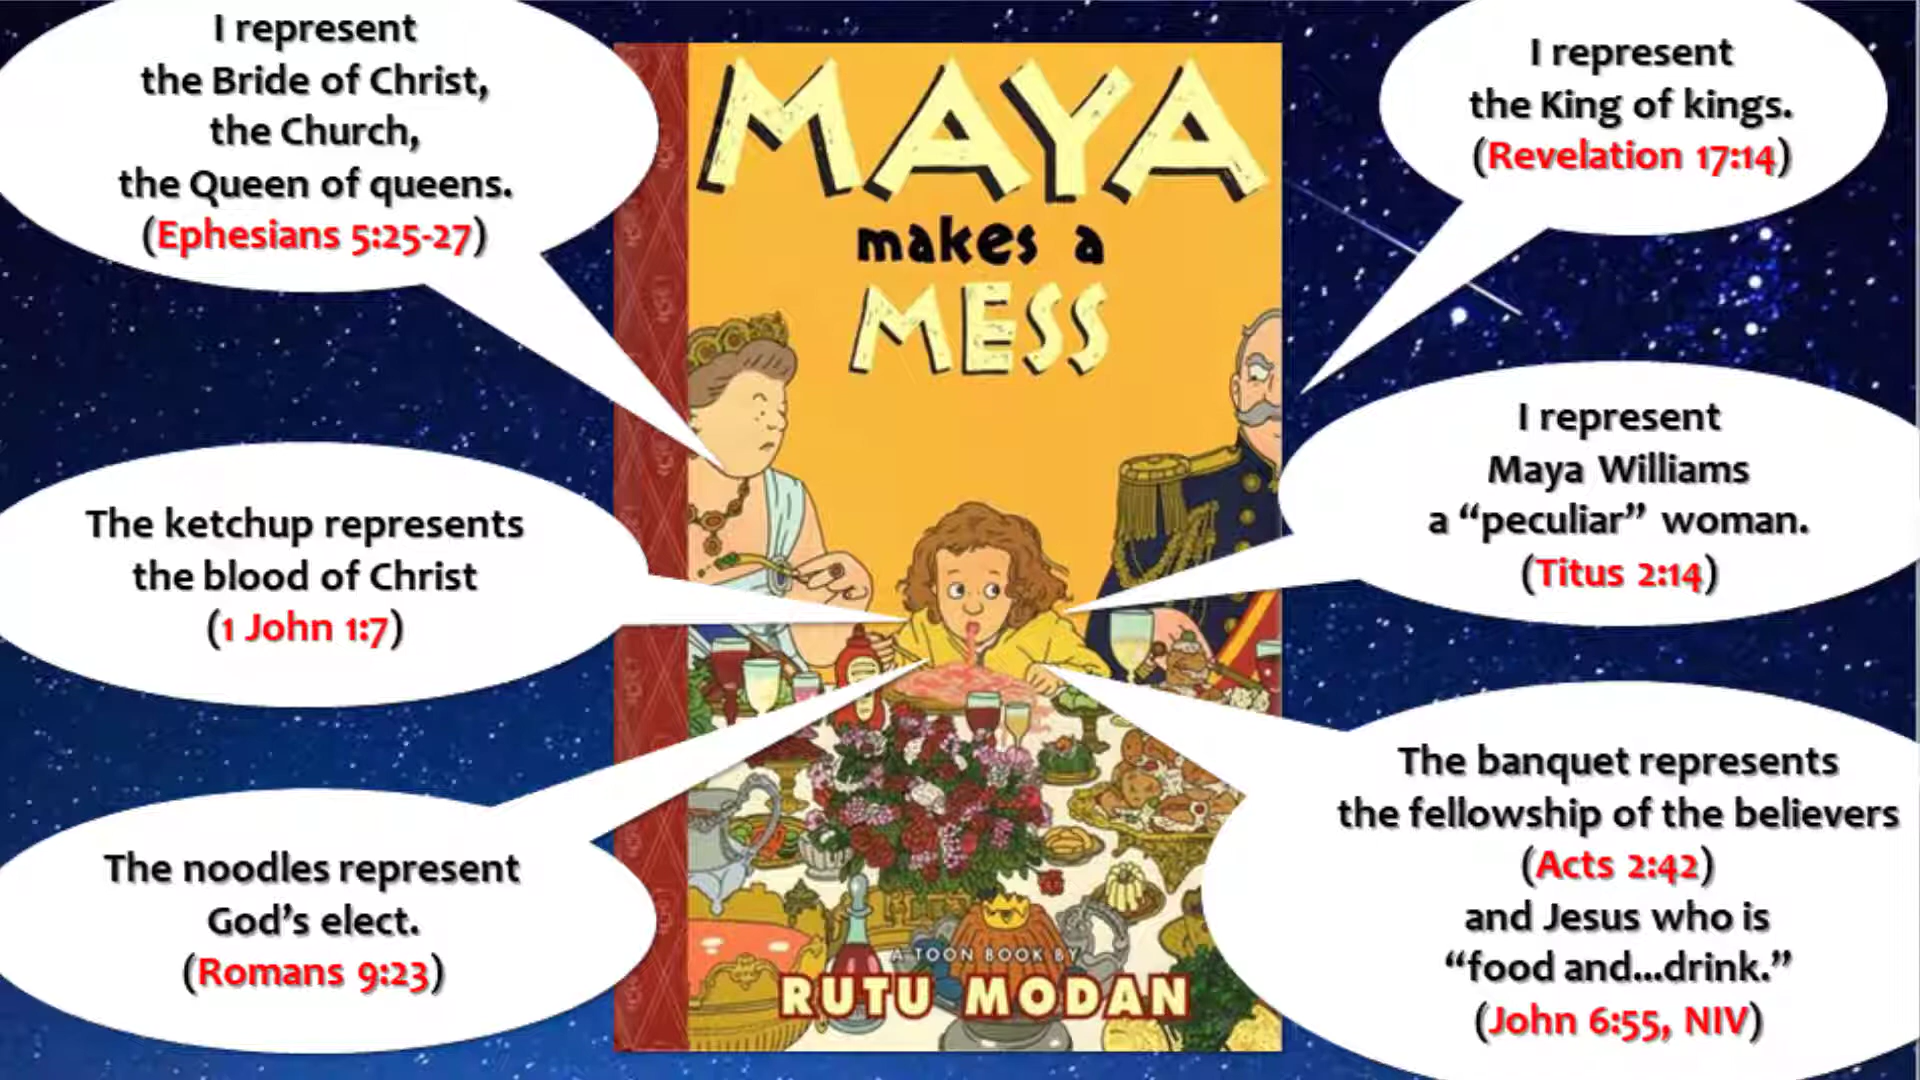 I represent
the Bride of Christ,
the Church,
the Queen of queens.
(Ephesians 5:25-27)
The ketchup represents
the blood of Christ
(1 John 1:7)
The noodles represent
God's elect.
(Romans 9:23)
MAYA
makes a
MESS
A TOON BOOK BY
RUTU MODAN
I represent
the King of kings.
(Revelation 17:14)
I represent
Maya Williams
a “peculiar” woman.
(Titus 2:14)
The banquet represents
the fellowship of the believers
(Acts 2:42)
and Jesus who is
“food and...drink.”
(John 6:55, NIV)